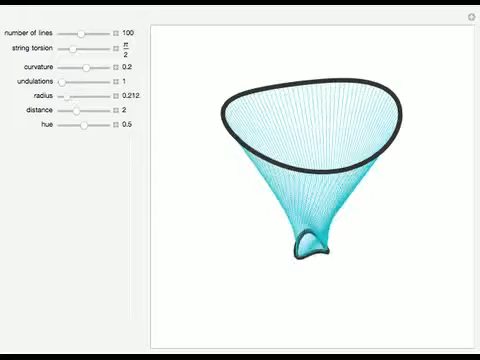 number of lines 100
string torsion π/2
curvature 0.2
undulations 1
radius 0.212
distance 2
hue 0.5